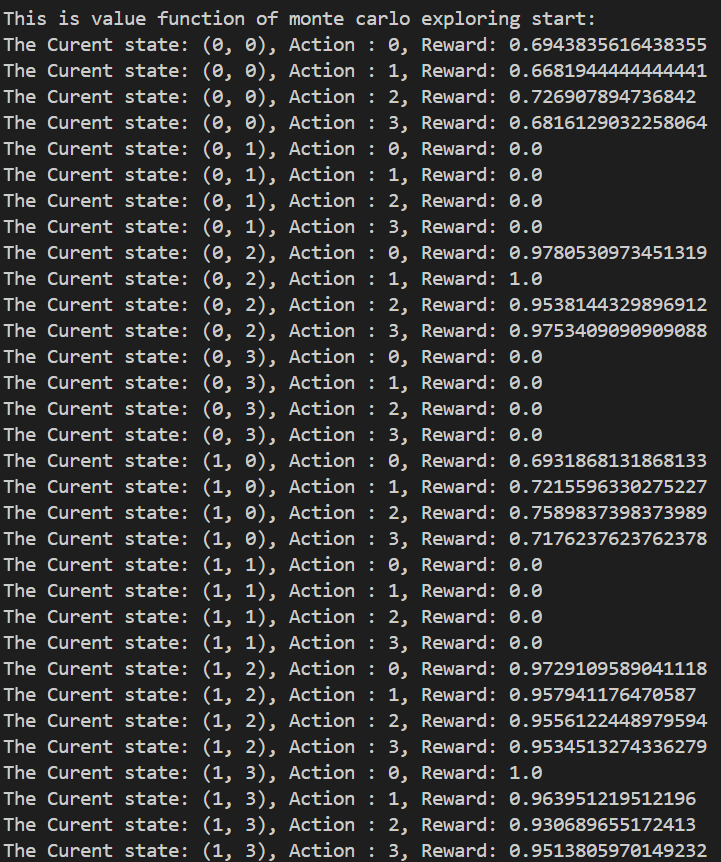 This is value function of monte carlo exploring start:
The Curent state: (0, 0), Action : 0, Reward: 0.6943835616438355
The Curent state: (0, 0), Action : 1, Reward: 0.6681944444444441
The Curent state: (0, 0), Action : 2, Reward: 0.726907894736842
The Curent state: (0, 0), Action : 3, Reward: 0.6816129032258064
The Curent state: (0, 1), Action : 0, Reward: 0.0
The Curent state: (0, 1), Action : 1, Reward: 0.0
The Curent state: (0, 1), Action : 2, Reward: 0.0
The Curent state: (0, 1), Action : 3, Reward: 0.0
The Curent state: (0, 2), Action : 0, Reward: 0.9780530973451319
The Curent state: (0, 2), Action : 1, Reward: 1.0
The Curent state: (0, 2), Action : 2, Reward: 0.9538144329896912
The Curent state: (0, 2), Action : 3, Reward: 0.9753409090909088
The Curent state: (0, 3), Action : 0, Reward: 0.0
The Curent state: (0, 3), Action : 1, Reward: 0.0
The Curent state: (0, 3), Action : 2, Reward: 0.0
The Curent state: (0, 3), Action : 3, Reward: 0.0
The Curent state: (1, 0), Action : 0, Reward: 0.6931868131868133
The Curent state: (1, 0), Action : 1, Reward: 0.7215596330275227
The Curent state: (1, 0), Action : 2, Reward: 0.7589837398373989
The Curent state: (1, 0), Action : 3, Reward: 0.7176237623762378
The Curent state: (1, 1), Action : 0, Reward: 0.0
The Curent state: (1, 1), Action : 1, Reward: 0.0
The Curent state: (1, 1), Action : 2, Reward: 0.0
The Curent state: (1, 1), Action : 3, Reward: 0.0
The Curent state: (1, 2), Action : 0, Reward: 0.9729109589041118
The Curent state: (1, 2), Action : 1, Reward: 0.957941176470587
The Curent state: (1, 2), Action : 2, Reward: 0.9556122448979594
The Curent state: (1, 2), Action : 3, Reward: 0.9534513274336279
The Curent state: (1, 3), Action : 0, Reward: 1.0
The Curent state: (1, 3), Action : 1, Reward: 0.963951219512196
The Curent state: (1, 3), Action : 2, Reward: 0.930689655172413
The Curent state: (1, 3), Action : 3, Reward: 0.9513805970149232